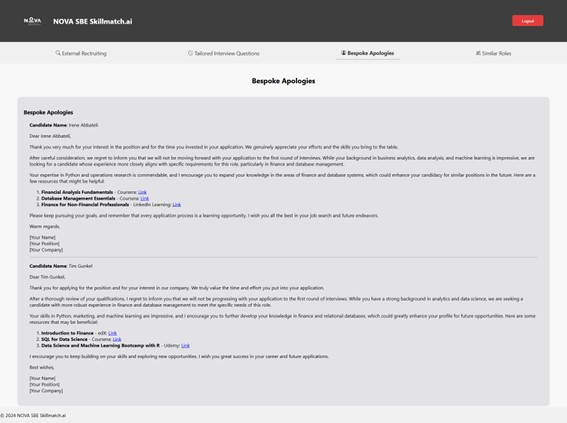 NOVA
NOVA SBE Skillmatch.ai
Logout
External Recruiting
Tailored Interview Questions
Bespoke Apologies
Similar Roles
Bespoke Apologies
Bespoke Apologies
Candidate Name: Irene Abbateli
Dear Irene Abbateli,
Thank you very much for your interest in the position and for the time you invested in your application. We genuinely appreciate your efforts and the skills you bring to the table.
After careful consideration, we regret to inform you that we will not be moving forward with your application to the first round of interviews. While your background in business analytics, data analysis, and machine learning is impressive, we are
looking for a candidate whose experience more closely aligns with specific requirements for this role, particularly in finance and database management.
Your expertise in Python and operations research is commendable, and I encourage you to expand your knowledge in the areas of finance and database systems, which could enhance your candidacy for similar positions in the future. Here are a
few resources that might be helpful:
1. Financial Analysis Fundamentals - Coursera: Link
2. Database Management Essentials - Coursera: Link
3. Finance for Non-Financial Professionals - LinkedIn Learning: Link
Please keep pursuing your goals, and remember that every application process is a learning opportunity. I wish you all the best in your job search and future endeavors.
Warm regards,
[Your Name]
[Your Position]
[Your Company]
Candidate Name: Tim Gunkel
Dear Tim Gunkel,
Thank you for applying for the position and for your interest in our company. We truly value the time and effort you put into your application.
After a thorough review of your qualifications, I regret to inform you that we will not be progressing with your application to the first round of interviews. While you have a strong background in analytics and data science, we are seeking a
candidate with more robust experience in finance and database management to meet the specific needs of this role.
Your skills in Python, marketing, and machine learning are impressive, and I encourage you to further develop your knowledge in finance and relational databases, which could greatly enhance your profile for future opportunities. Here are some
resources that may be beneficial:
1. Introduction to Finance - edX: Link
2. SQL for Data Science - Coursera: Link
3. Data Science and Machine Learning Bootcamp with R - Udemy: Link
I encourage you to keep building on your skills and exploring new opportunities. I wish you great success in your career and future applications.
Best wishes,
[Your Name]
[Your Position]
[Your Company]
© 2024 NOVA SBE Skillmatch.ai